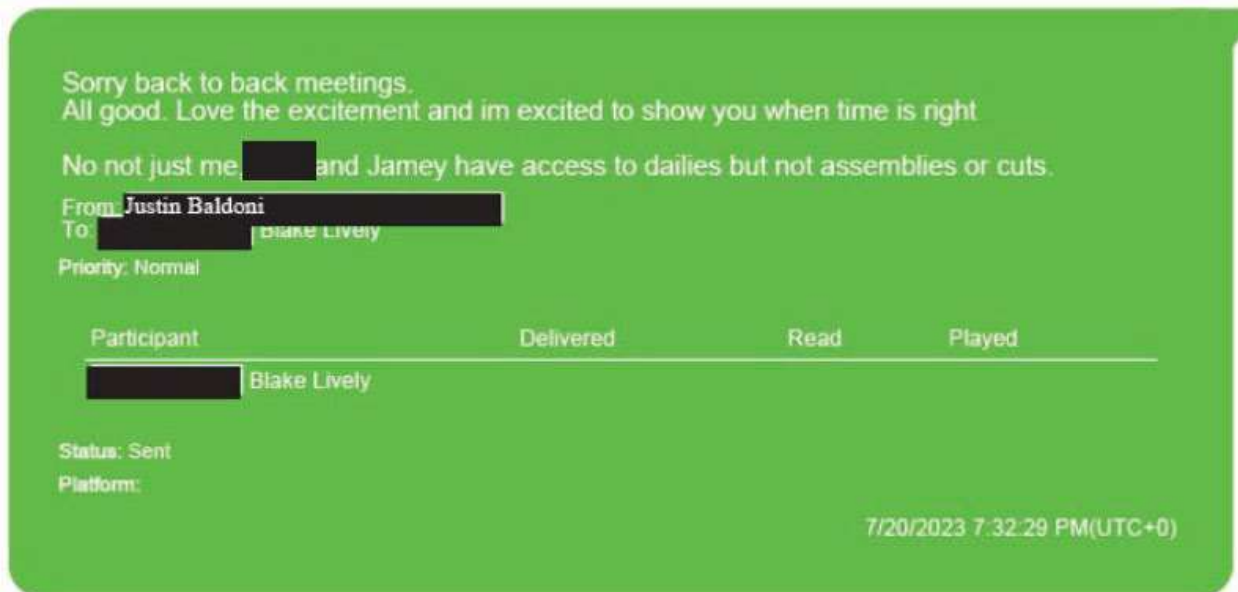 Sorry back to back meetings.
All good. Love the excitement and im excited to show you when time is right
No not just me, and Jamey have access to dailies but not assemblies or cuts.
From: Justin Baldoni
To: Blake Lively
Priority: Normal
Participant Delivered Read Played
Blake Lively
Status: Sent
Platform:
7/20/2023 7:32:29 PM(UTC+0)